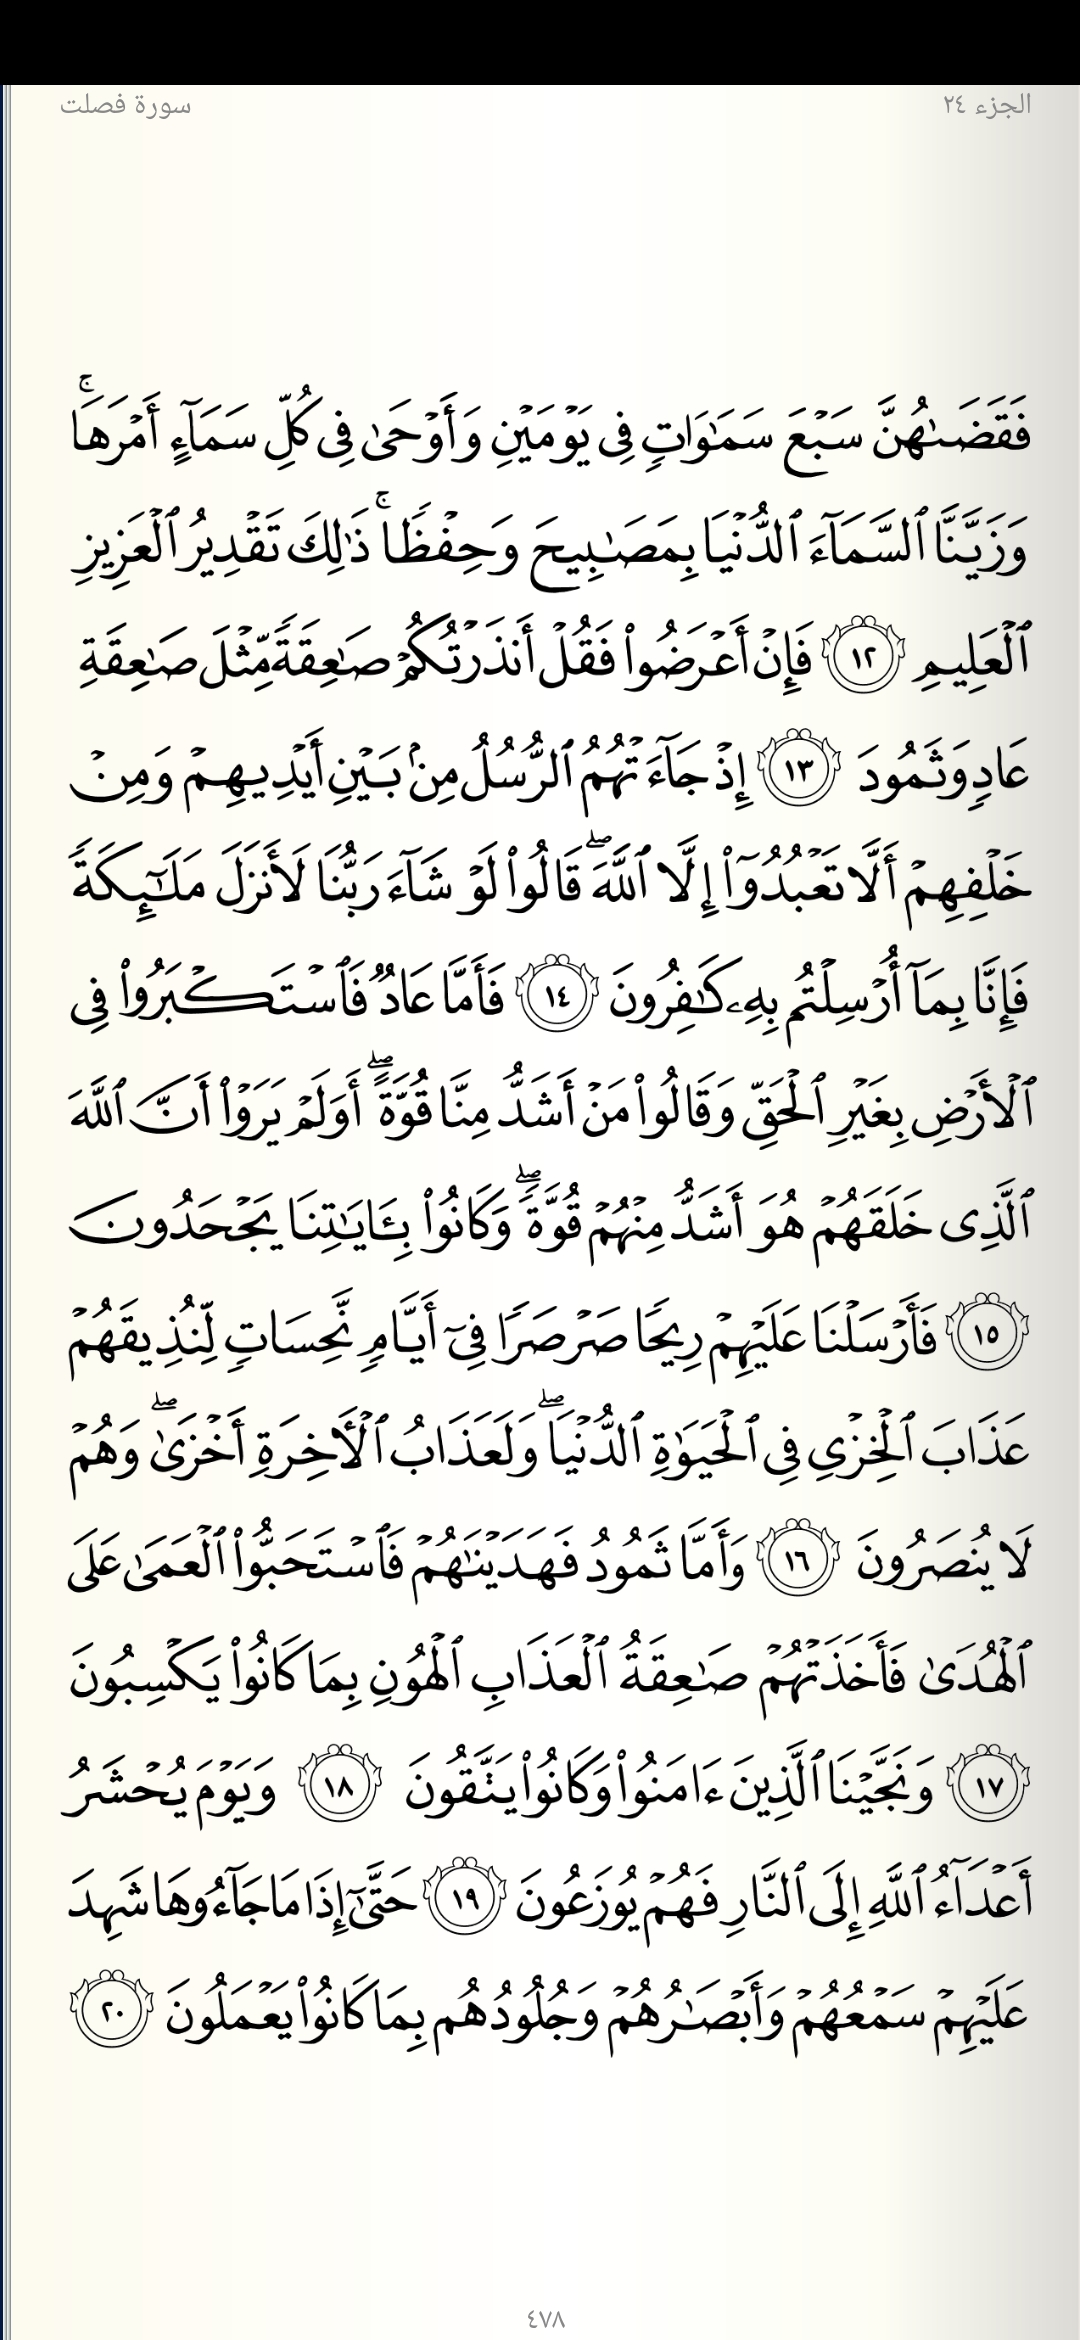 الجزء ٢٤
سورة فصلت
فَقَضَىٰهُنَّ سَبۡعَ سَمَٰوَاتٖ فِي يَوۡمَيۡنِ وَأَوۡحَىٰ فِي كُلِّ سَمَآءٍ أَمۡرَهَاۚ
وَزَيَّنَّا ٱلسَّمَآءَ ٱلدُّنۡيَا بِمَصَٰبِيحَ وَحِفۡظٗاۚ ذَٰلِكَ تَقۡدِيرُ ٱلۡعَزِيزِ
ٱلۡعَلِيمِ ١٢ فَإِنۡ أَعۡرَضُواْ فَقُلۡ أَنذَرۡتُكُمۡ صَٰعِقَةٗ مِّثۡلَ صَٰعِقَةِ
عَادٖ وَثَمُودَ ١٣ إِذۡ جَآءَتۡهُمُ ٱلرُّسُلُ مِنۢ بَيۡنِ أَيۡدِيهِمۡ وَمِنۡ
خَلۡفِهِمۡ أَلَّا تَعۡبُدُوٓاْ إِلَّا ٱللَّهَۖ قَالُواْ لَوۡ شَآءَ رَبُّنَا لَأَنزَلَ مَلَٰٓئِكَةٗ
فَإِنَّا بِمَآ أُرۡسِلۡتُم بِهِۦ كَٰفِرُونَ ١٤ فَأَمَّا عَادٞ فَٱسۡتَكۡبَرُواْ فِي
ٱلۡأَرۡضِ بِغَيۡرِ ٱلۡحَقِّ وَقَالُواْ مَنۡ أَشَدُّ مِنَّا قُوَّةًۖ أَوَلَمۡ يَرَوۡاْ أَنَّ ٱللَّهَ
ٱلَّذِي خَلَقَهُمۡ هُوَ أَشَدُّ مِنۡهُمۡ قُوَّةٗۖ وَكَانُواْ بِـَٔايَٰتِنَا يَجۡحَدُونَ
١٥ فَأَرۡسَلۡنَا عَلَيۡهِمۡ رِيحٗا صَرۡصَرٗا فِيٓ أَيَّامٖ نَّحِسَاتٖ لِّنُذِيقَهُمۡ
عَذَابَ ٱلۡخِزۡيِ فِي ٱلۡحَيَوٰةِ ٱلدُّنۡيَاۖ وَلَعَذَابُ ٱلۡأٓخِرَةِ أَخۡزَىٰۖ وَهُمۡ
لَا يُنصَرُونَ ١٦ وَأَمَّا ثَمُودُ فَهَدَيۡنَٰهُمۡ فَٱسۡتَحَبُّواْ ٱلۡعَمَىٰ عَلَى
ٱلۡهُدَىٰ فَأَخَذَتۡهُمۡ صَٰعِقَةُ ٱلۡعَذَابِ ٱلۡهُونِ بِمَا كَانُواْ يَكۡسِبُونَ
١٧ وَنَجَّيۡنَا ٱلَّذِينَ ءَامَنُواْ وَكَانُواْ يَتَّقُونَ ١٨ وَيَوۡمَ يُحۡشَرُ
أَعۡدَآءُ ٱللَّهِ إِلَى ٱلنَّارِ فَهُمۡ يُوزَعُونَ ١٩ حَتَّىٰٓ إِذَا مَا جَآءُوهَا شَهِدَ
عَلَيۡهِمۡ سَمۡعُهُمۡ وَأَبۡصَٰرُهُمۡ وَجُلُودُهُم بِمَا كَانُواْ يَعۡمَلُونَ ٢٠
٤٧٨